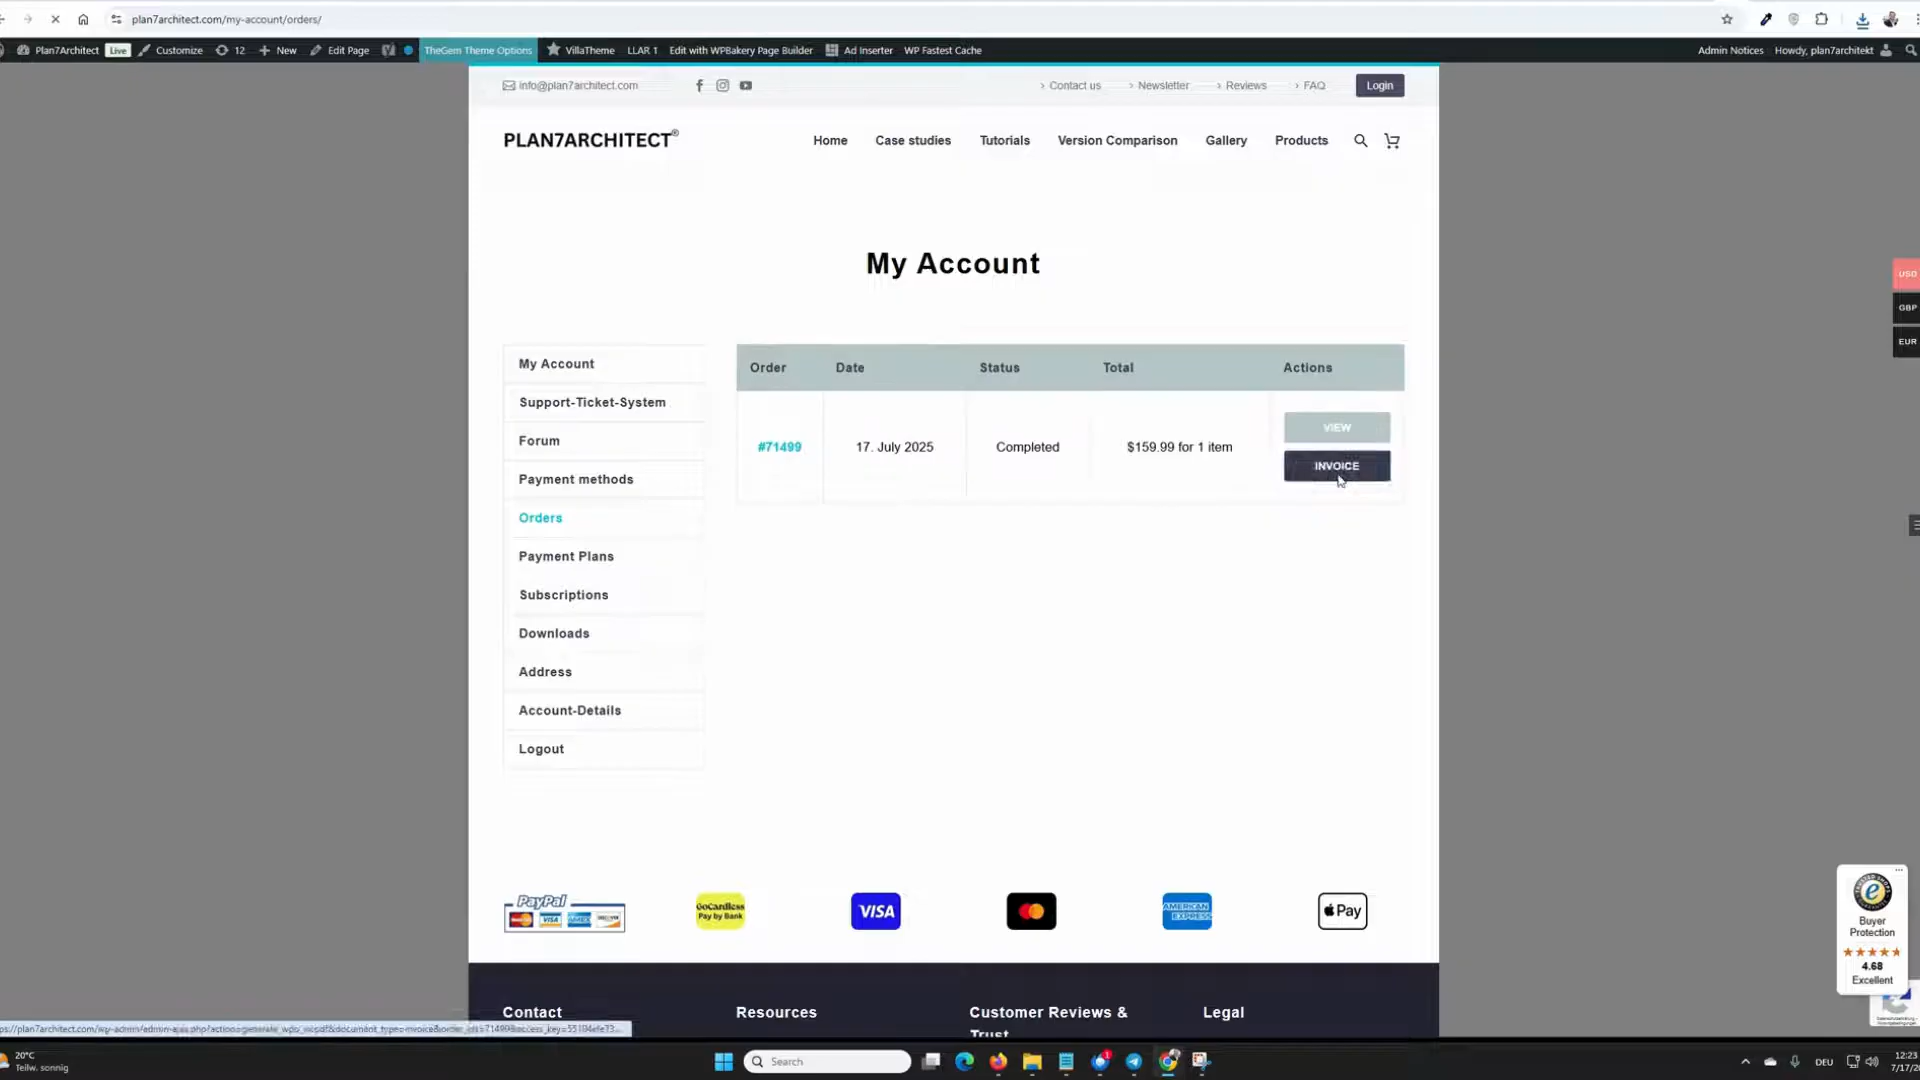 plan7architect.com/my-account/orders/
Plan7Architect Live Customize 12 New Edit Page TheGem Theme Options VillaTheme LLAR 1 Edit with WPBakery Page Builder Ad Inserter WP Fastest Cache Admin Notices Howdy, plan7architekt
info@plan7architect.com Contact us Newsletter Reviews FAQ Login
PLAN7ARCHITECT® Home Case studies Tutorials Version Comparison Gallery Products
My Account
USD
GBP
EUR
My Account
Support-Ticket-System
Forum
Payment methods
Orders
Payment Plans
Subscriptions
Downloads
Address
Account-Details
Logout
Order Date Status Total Actions
#71499 17. July 2025 Completed $159.99 for 1 item
VIEW
INVOICE
PayPal
VISA
GoCardless
Pay by Bank
VISA
AMERICAN
EXPRESS
Pay
Buyer
Protection
4.68
Excellent
Contact Resources Customer Reviews & Legal
Trust
20°C
Teilw. sonnig
Search
DEU
12:23
7/17/20